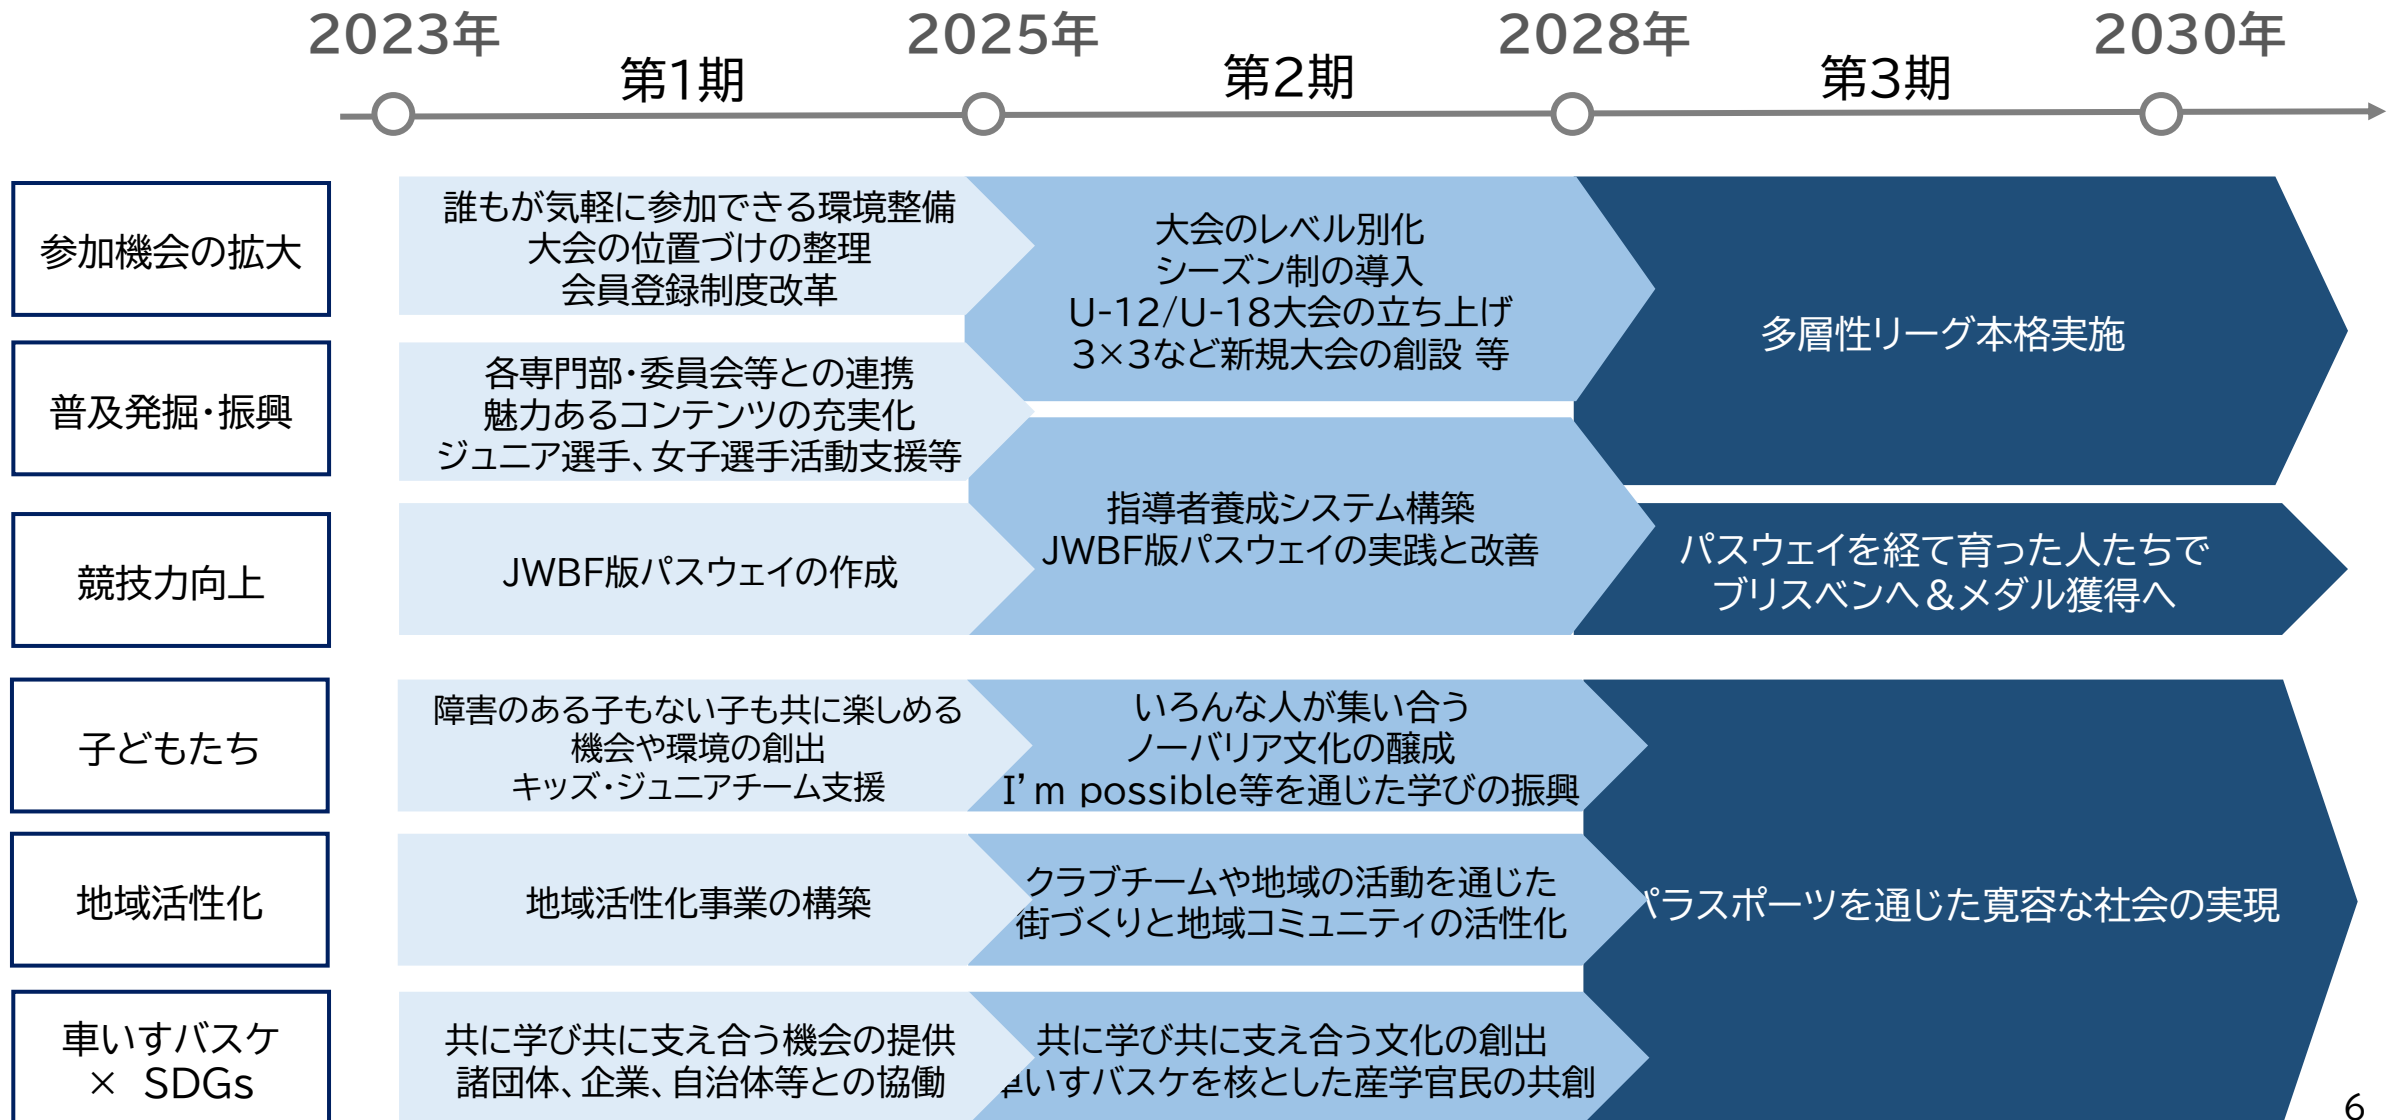 2023年
2025年
2028年
2030年
第1期
第2期
第3期
参加機会の拡大
誰もが気軽に参加できる環境整備
大会の位置づけの整理
会員登録制度改革
大会のレベル別化
シーズン制の導入
U-12/U-18大会の立ち上げ
3×3など新規大会の創設 等
多層性リーグ本格実施
普及発掘・振興
各専門部・委員会等との連携
魅力あるコンテンツの充実化
ジュニア選手、女子選手活動支援等
競技力向上
JWBF版パスウェイの作成
指導者養成システム構築
JWBF版パスウェイの実践と改善
パスウェイを経て育った人たちで
ブリスベンへ＆メダル獲得へ
子どもたち
障害のある子もない子も共に楽しめる
機会や環境の創出
キッズ・ジュニアチーム支援
いろんな人が集い合う
ノーバリア文化の醸成
I'm possible等を通じた学びの振興
地域活性化
地域活性化事業の構築
クラブチームや地域の活動を通じた
街づくりと地域コミュニティの活性化
パラスポーツを通じた寛容な社会の実現
車いすバスケ
× SDGs
共に学び共に支え合う機会の提供
諸団体、企業、自治体等との協働
共に学び共に支え合う文化の創出
車いすバスケを核とした産学官民の共創
6